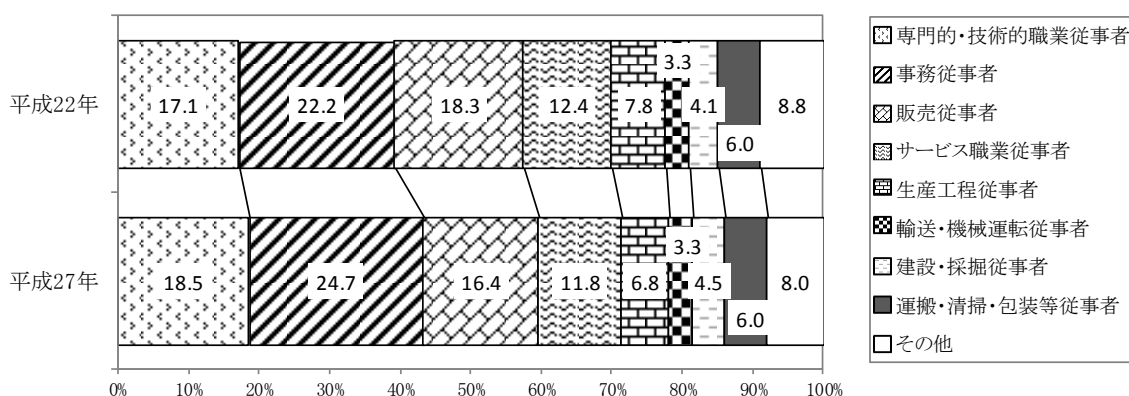 平成22年
17.1 22.2 18.3 12.4 7.8 3.3 4.1 6.0 8.8
平成27年
18.5 24.7 16.4 11.8 6.8 3.3 4.5 6.0 8.0
0% 10% 20% 30% 40% 50% 60% 70% 80% 90% 100%
専門的・技術的職業従事者
事務従事者
販売従事者
サービス職業従事者
生産工程従事者
輸送・機械運転従事者
建設・採掘従事者
運搬・清掃・包装等従事者
その他